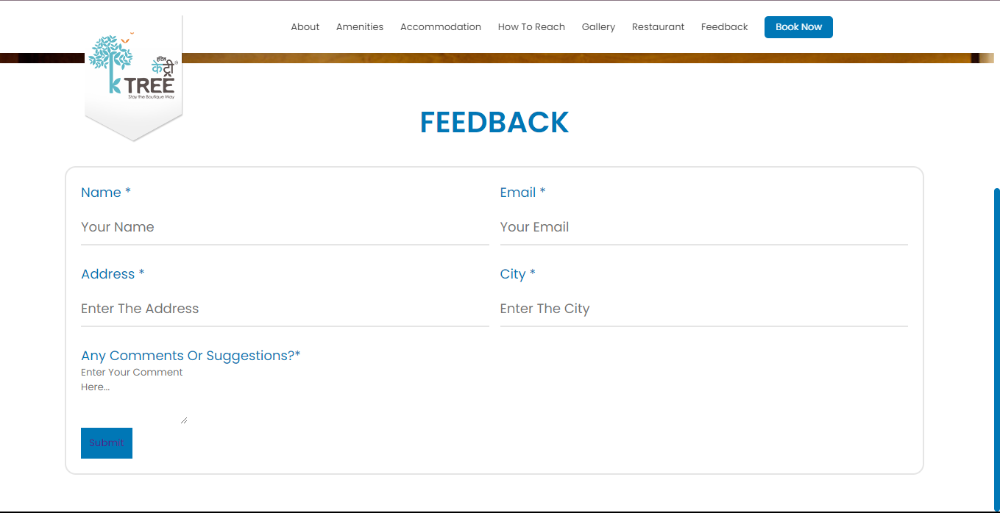 About Amenities Accommodation How To Reach Gallery Restaurant Feedback Book Now
हॉटेल
के ट्री®
k TREE
Stay the Boutique Way
FEEDBACK
Name * Email *
Your Name Your Email
Address * City *
Enter The Address Enter The City
Any Comments Or Suggestions?*
Enter Your Comment
Here...
Submit